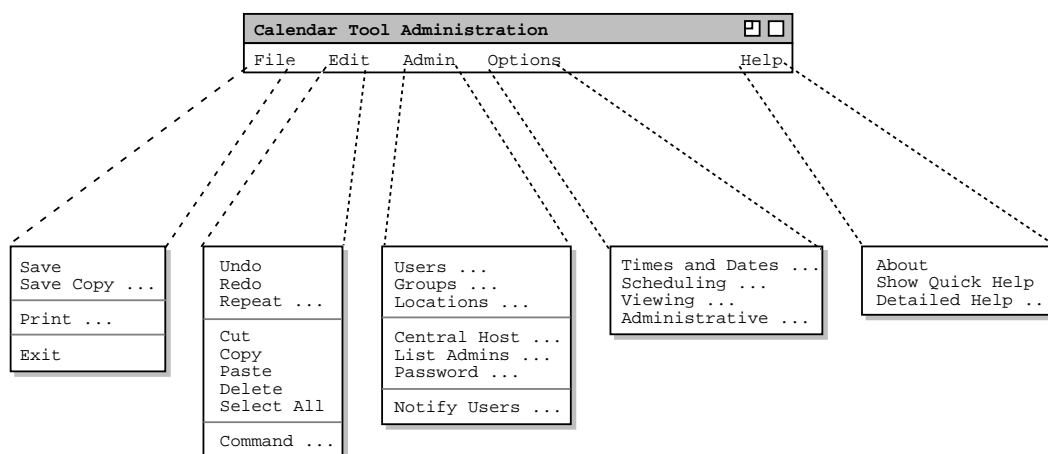 Calendar Tool Administration
File Edit Admin Options Help
Save
Save Copy ...
Print ...
Exit
Undo
Redo
Repeat ...
Cut
Copy
Paste
Delete
Select All
Command ...
Users ...
Groups ...
Locations ...
Central Host ...
List Admins ...
Password ...
Notify Users ...
Times and Dates ...
Scheduling ...
Viewing ...
Administrative ...
About
Show Quick Help
Detailed Help ..